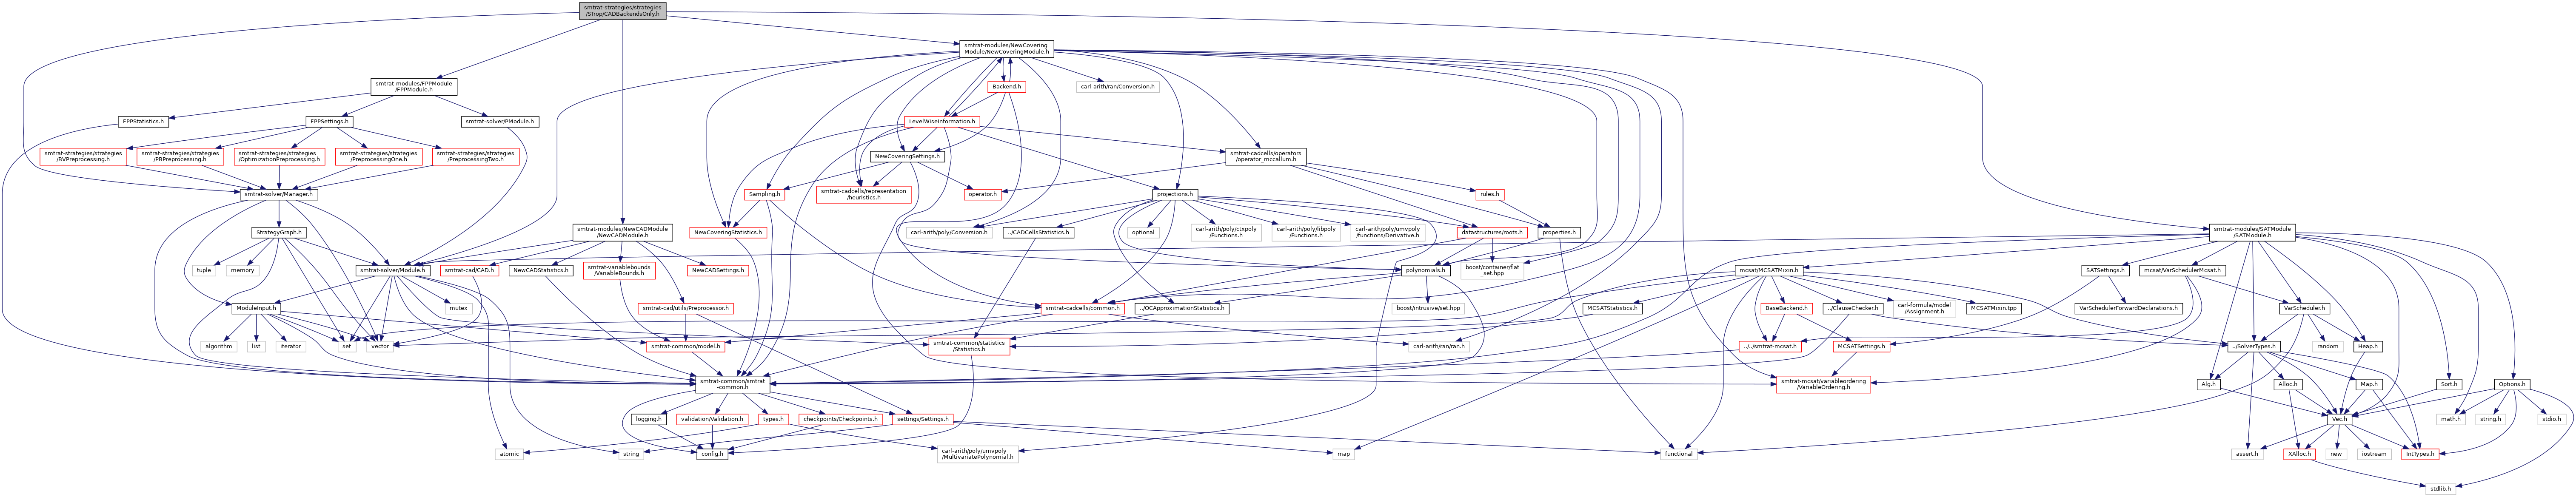 smtrat-strategies/strategies
/STrop/CADBackendsOnly.h
smtrat-modules/NewCovering
Module/NewCoveringModule.h
smtrat-modules/FPPModule
/FPPModule.h
Backend.h
carl-arith/ran/Conversion.h
FPPStatistics.h
FPPSettings.h
smtrat-solver/PModule.h
LevelWiseInformation.h
smtrat-strategies/strategies
/BVPreprocessing.h
smtrat-strategies/strategies
/PBPreprocessing.h
smtrat-strategies/strategies
/OptimizationPreprocessing.h
smtrat-strategies/strategies
/PreprocessingOne.h
smtrat-strategies/strategies
/PreprocessingTwo.h
NewCoveringSettings.h
smtrat-cadcells/operators
/operator_mccallum.h
smtrat-solver/Manager.h
Sampling.h
smtrat-cadcells/representation
/heuristics.h
operator.h
projections.h
rules.h
StrategyGraph.h
smtrat-modules/NewCADModule
/NewCADModule.h
NewCoveringStatistics.h
carl-arith/poly/Conversion.h
../CADCellsStatistics.h
optional
carl-arith/poly/ctxpoly
/Functions.h
carl-arith/poly/libpoly
/Functions.h
carl-arith/poly/umvpoly
/functions/Derivative.h
datastructures/roots.h
properties.h
smtrat-modules/SATModule
/SATModule.h
tuple
memory
smtrat-solver/Module.h
smtrat-cad/CAD.h
NewCADStatistics.h
smtrat-variablebounds
/VariableBounds.h
NewCADSettings.h
polynomials.h
boost/container/flat
_set.hpp
mcsat/MCSATMixin.h
SATSettings.h
mcsat/VarSchedulerMcsat.h
ModuleInput.h
mutex
smtrat-cad/utils/Preprocessor.h
smtrat-cadcells/common.h
../OCApproximationStatistics.h
boost/intrusive/set.hpp
MCSATStatistics.h
BaseBackend.h
../ClauseChecker.h
carl-formula/model
/Assignment.h
MCSATMixin.tpp
VarSchedulerForwardDeclarations.h
VarScheduler.h
algorithm
list
iterator
set
vector
smtrat-common/model.h
smtrat-common/statistics
/Statistics.h
carl-arith/ran/ran.h
../../smtrat-mcsat.h
MCSATSettings.h
../SolverTypes.h
random
Heap.h
smtrat-common/smtrat
-common.h
smtrat-mcsat/variableordering
/VariableOrdering.h
Alg.h
Alloc.h
Map.h
Sort.h
Options.h
logging.h
validation/Validation.h
types.h
checkpoints/Checkpoints.h
settings/Settings.h
Vec.h
math.h
string.h
stdio.h
atomic
string
config.h
carl-arith/poly/umvpoly
/MultivariatePolynomial.h
map
functional
assert.h
XAlloc.h
new
iostream
IntTypes.h
stdlib.h